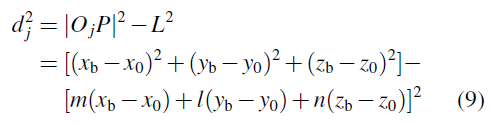 d_j^2 = |O_jP|^2 − L^2
= [(x_b − x_0)^2 + (y_b − y_0)^2 + (z_b − z_0)^2]−
[m(x_b − x_0) + l(y_b − y_0) + n(z_b − z_0)]^2 (9)